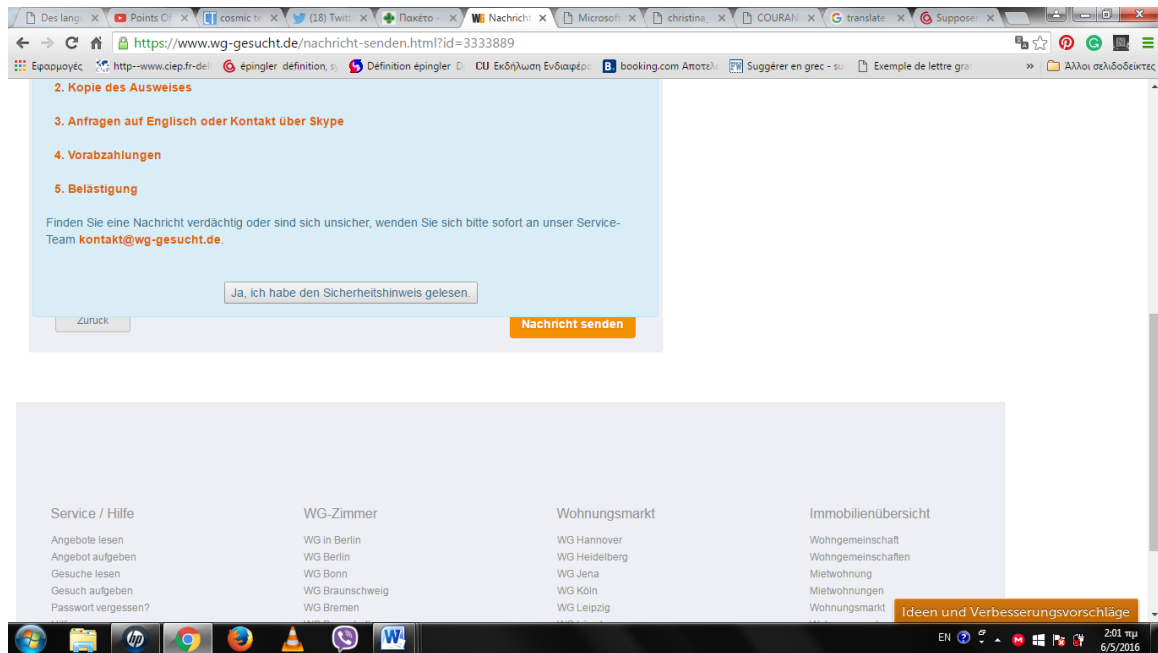 Des lang
Points Of
cosmic te
(18) Twitt
Πακέτο -
Nachricht
Microsoft
christina_
COURAN
translate
Supposer
https://www.wg-gesucht.de/nachricht-senden.html?id=3333889
Εφαρμογές
http--www.ciep.fr-delf
épingler définition, sy
Définition épingler D
CU Εκδήλωση Ενδιαφέρο
booking.com Αποτελέ
Suggérer en grec - su
Exemple de lettre gra
»
Άλλοι σελιδοδείκτες
2. Kopie des Ausweises
3. Anfragen auf Englisch oder Kontakt über Skype
4. Vorabzahlungen
5. Belästigung
Finden Sie eine Nachricht verdächtig oder sind sich unsicher, wenden Sie sich bitte sofort an unser Service-
Team kontakt@wg-gesucht.de.
Ja, ich habe den Sicherheitshinweis gelesen.
Zurück
Nachricht senden
Service / Hilfe
Angebote lesen
Angebot aufgeben
Gesuche lesen
Gesuch aufgeben
Passwort vergessen?
WG-Zimmer
WG in Berlin
WG Berlin
WG Bonn
WG Braunschweig
WG Bremen
Wohnungsmarkt
WG Hannover
WG Heidelberg
WG Jena
WG Köln
WG Leipzig
Immobilienübersicht
Wohngemeinschaft
Wohngemeinschaften
Mietwohnung
Mietwohnungen
Wohnungsmarkt
Ideen und Verbesserungsvorschläge
EN
2:01 πμ
6/5/2016